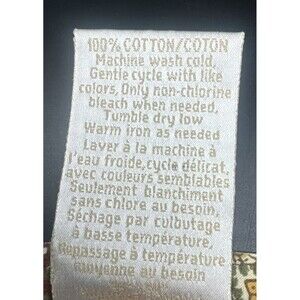 100% COTTON/COTON
Machine wash cold,
Gentle cycle with like
colors, Only non-chlorine
bleach when needed,
Tumble dry low
Warm iron as needed
Laver à la machine à
l'eau froide, cycle délicat,
avec couleurs semblables
Seulement blanchiment
sans chlore au besoin,
Séchage par culbutage
à basse température,
Repassage à température
moyenne au besoin